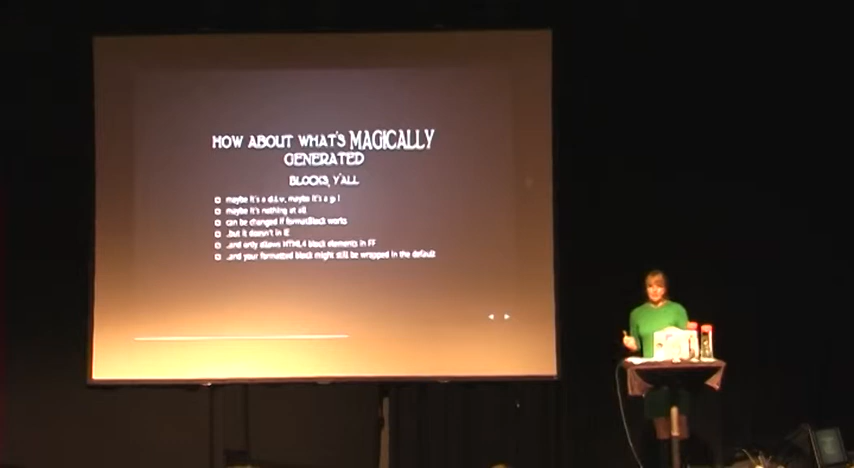 HOW ABOUT WHAT'S MAGICALLY
GENERATED
BLOCKS, Y'ALL
maybe it's a div, maybe it's a p!
maybe it's nothing at all
can be changed if formatBlock works
..but it doesn't in IE
..and only allows HTML4 block elements in FF
..and your formatted block might still be wrapped in the default